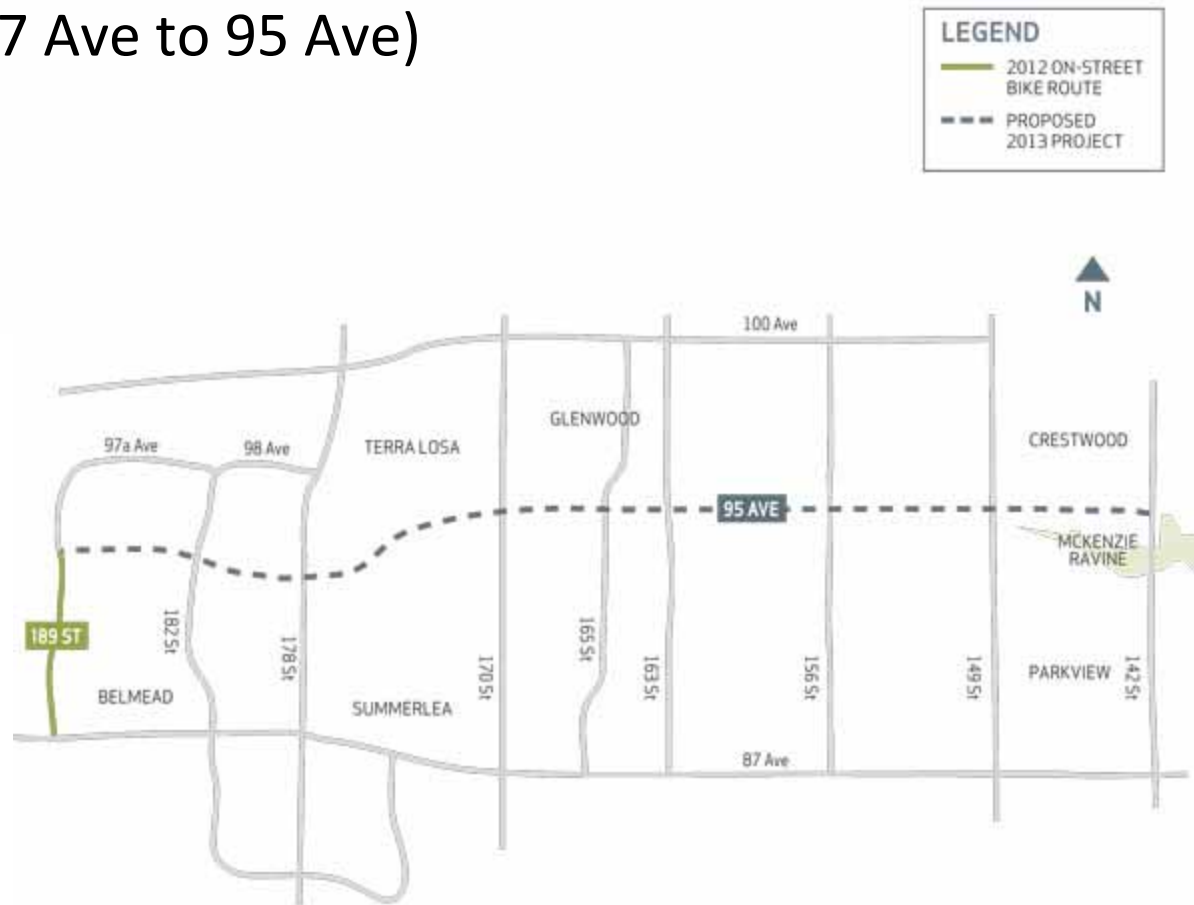 7 Ave to 95 Ave)
LEGEND
2012 ON-STREET
BIKE ROUTE
PROPOSED
2013 PROJECT
N
100 Ave
GLENWOOD
CRESTWOOD
97a Ave
98 Ave
TERRA LOSA
95 AVE
MCKENZIE
RAVINE
189 ST
182 St
178 St
170 St
165 St
163 St
156 St
149 St
142 St
PARKVIEW
BELMEAD
SUMMERLEA
87 Ave